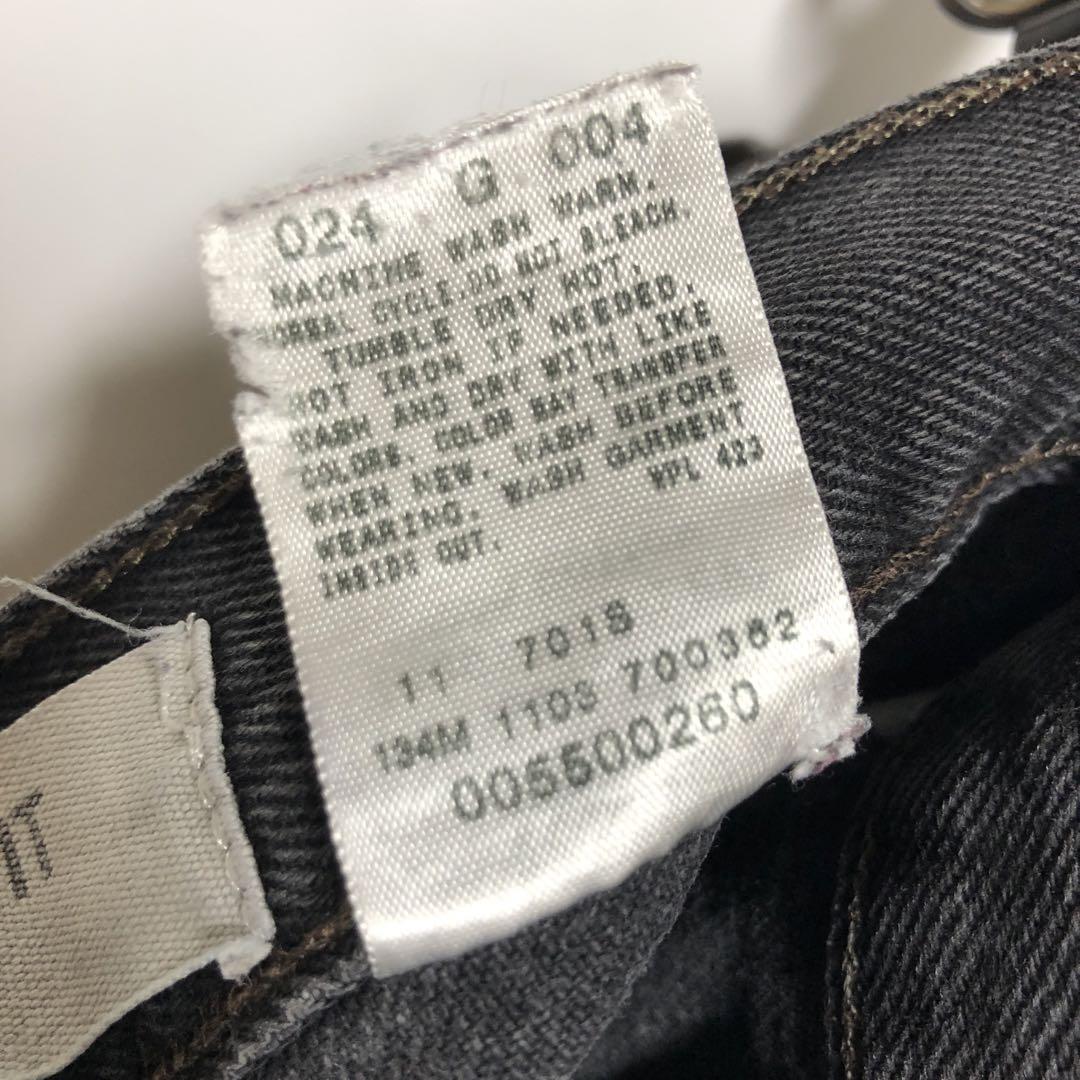 024 G 004
MACHINE WASH WARM.
ORMAL CYCLE.DO NOT BLEACH.
TUMBLE DRY HOT.
HOT IRON IF NEEDED.
WASH AND DRY WITH LIKE
COLORS. COLOR MAY TRANSFER
WHEN NEW. WASH BEFORE
WEARING. WASH GARMENT
INSIDE OUT. WPL 423
11 701S
134M 1103 700362
005500260